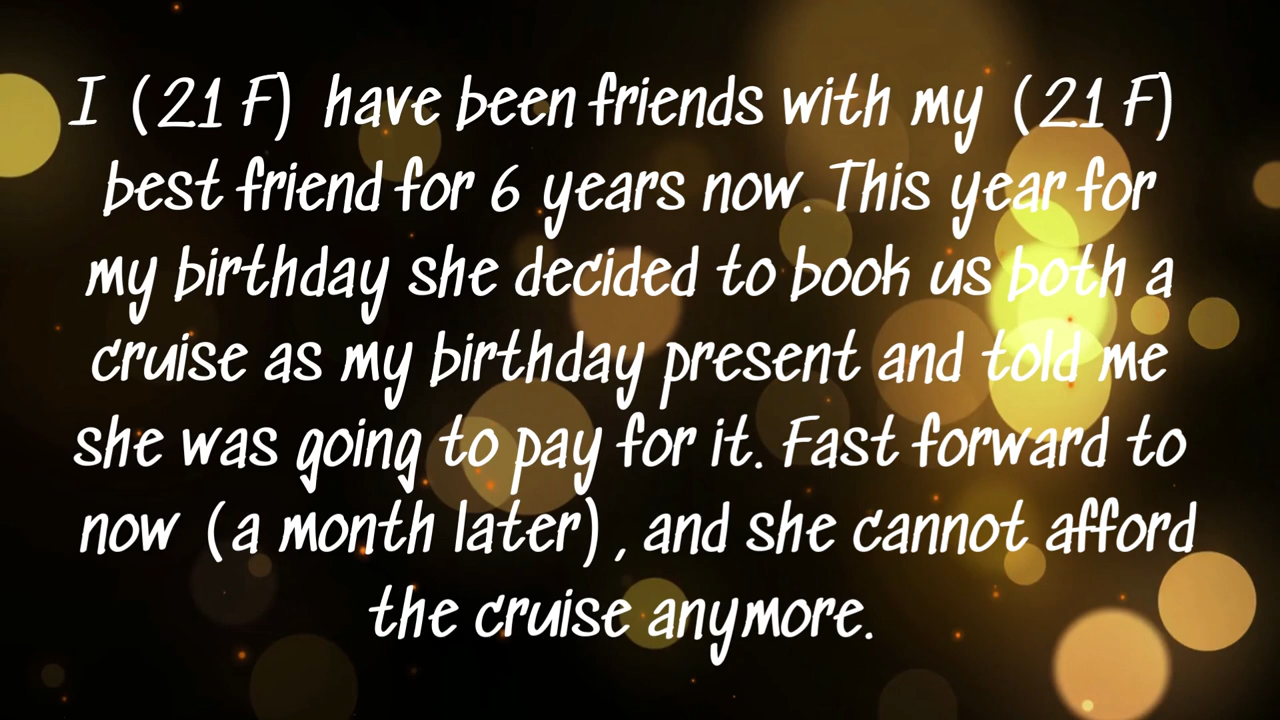 I (21 F) have been friends with my (21 F)
best friend for 6 years now. This year for
my birthday she decided to book us both a
cruise as my birthday present and told me
she was going to pay for it. Fast forward to
now (a month later), and she cannot afford
the cruise anymore.